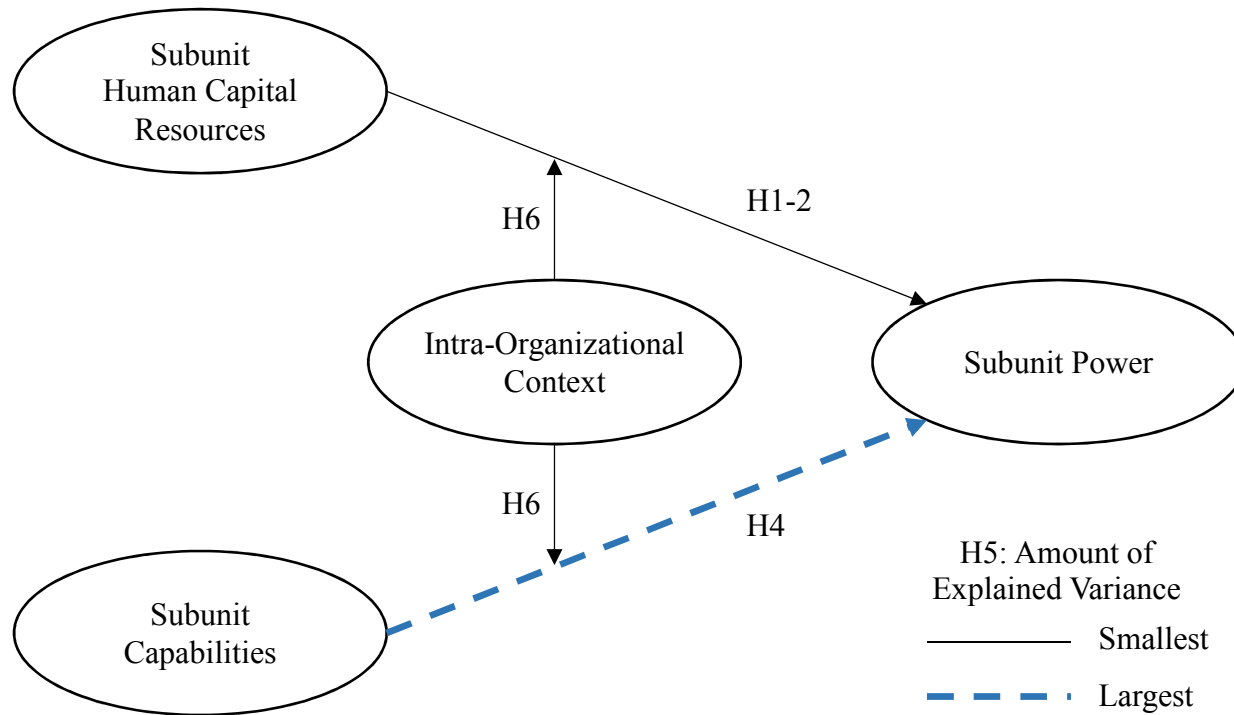 Subunit
Human Capital
Resources
H1-2
H6
Intra-Organizational
Context
Subunit Power
H6
H4
Subunit
Capabilities
H5: Amount of
Explained Variance
Smallest
Largest